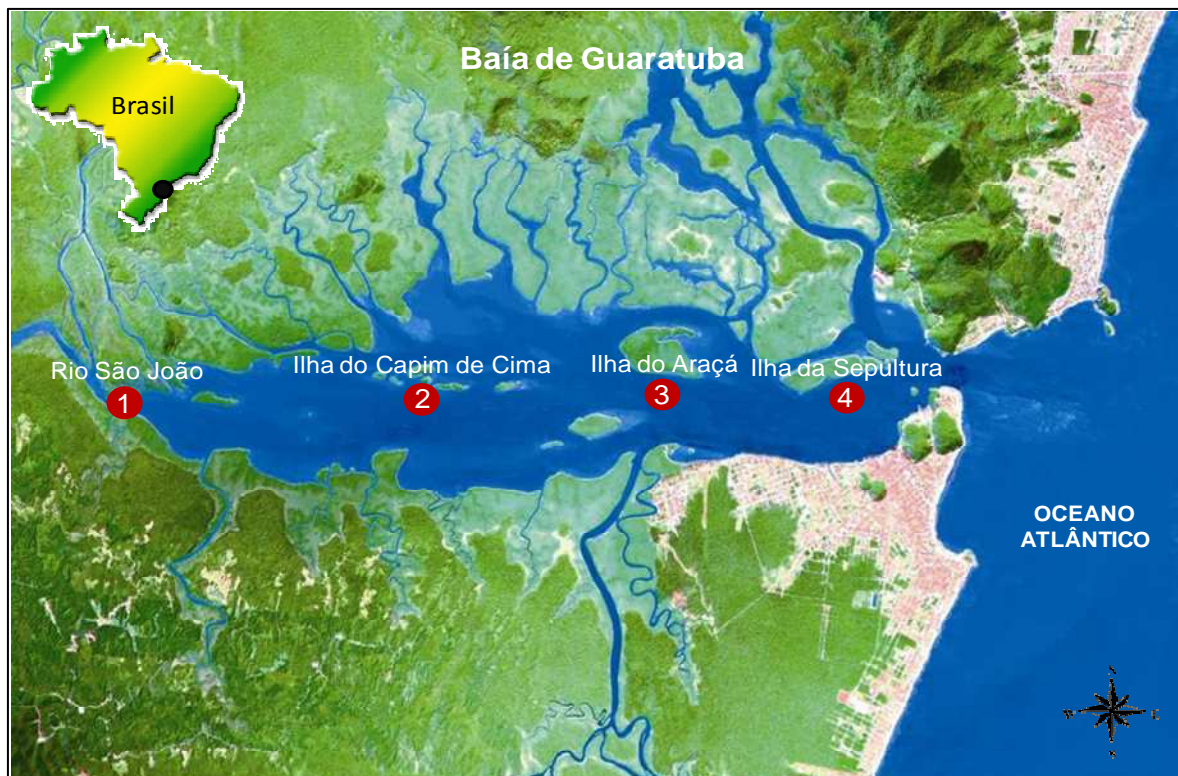 Baía de Guaratuba
Brasil
Rio São João
Ilha do Capim de Cima
Ilha do Araçá
Ilha da Sepultura
1
2
3
4
OCEANO
ATLÂNTICO
N
W
E
S